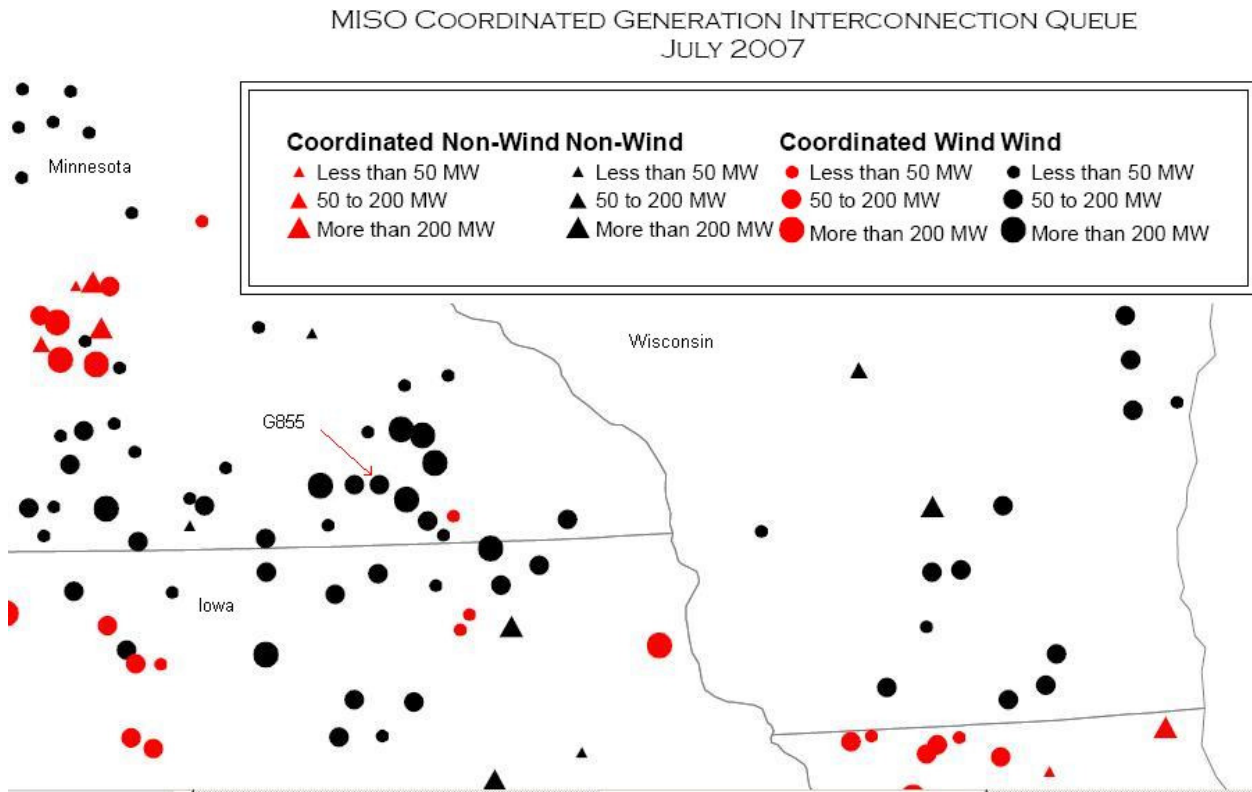 MISO COORDINATED GENERATION INTERCONNECTION QUEUE
JULY 2007
Coordinated Non-Wind Non-Wind Coordinated Wind Wind
Less than 50 MW Less than 50 MW Less than 50 MW Less than 50 MW
50 to 200 MW 50 to 200 MW 50 to 200 MW 50 to 200 MW
More than 200 MW More than 200 MW More than 200 MW More than 200 MW
Minnesota
Wisconsin
G855
Iowa